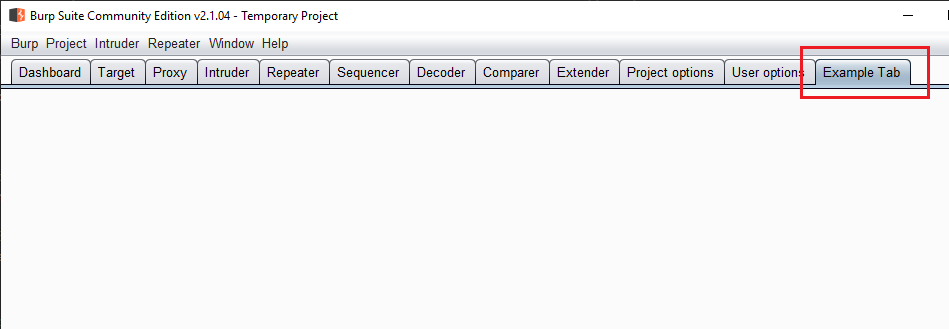 Burp Suite Community Edition v2.1.04 - Temporary Project
Burp Project Intruder Repeater Window Help
Dashboard Target Proxy Intruder Repeater Sequencer Decoder Comparer Extender Project options User options Example Tab